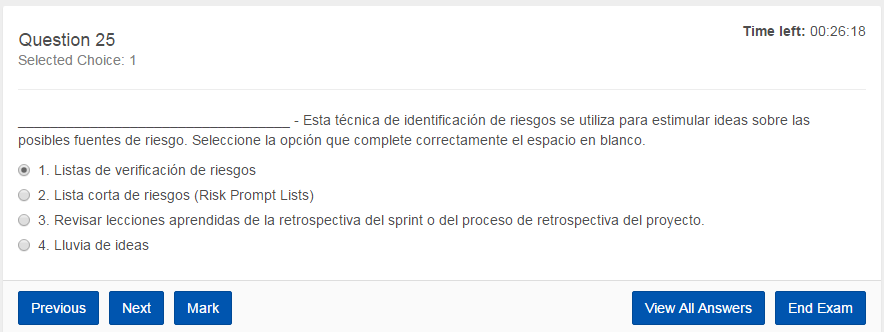 Question 25
Time left: 00:26:18
Selected Choice: 1
__________________________________ - Esta técnica de identificación de riesgos se utiliza para estimular ideas sobre las
posibles fuentes de riesgo. Seleccione la opción que complete correctamente el espacio en blanco.
1. Listas de verificación de riesgos
2. Lista corta de riesgos (Risk Prompt Lists)
3. Revisar lecciones aprendidas de la retrospectiva del sprint o del proceso de retrospectiva del proyecto.
4. Lluvia de ideas
Previous Next Mark View All Answers End Exam